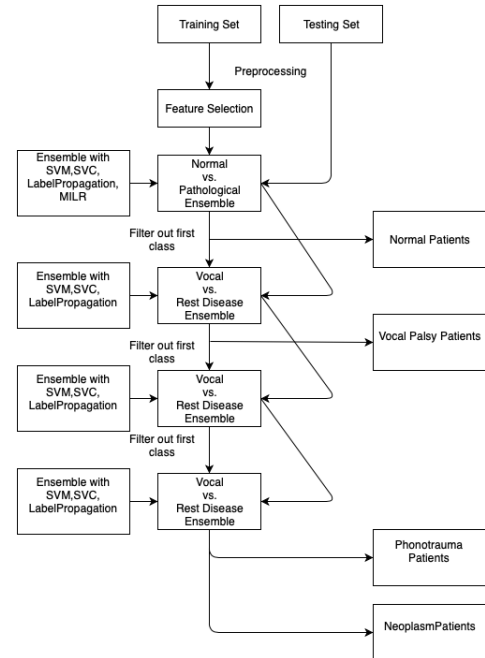 Training Set
Testing Set
Preprocessing
Feature Selection
Ensemble with
SVM,SVC,
LabelPropagation,
MILR
Normal
vs.
Pathological
Ensemble
Filter out first
class
Normal Patients
Ensemble with
SVM,SVC,
LabelPropagation
Vocal
vs.
Rest Disease
Ensemble
Filter out first
class
Vocal Palsy Patients
Ensemble with
SVM,SVC,
LabelPropagation
Vocal
vs.
Rest Disease
Ensemble
Filter out first
class
Ensemble with
SVM,SVC,
LabelPropagation
Vocal
vs.
Rest Disease
Ensemble
Phonotrauma
Patients
NeoplasmPatients